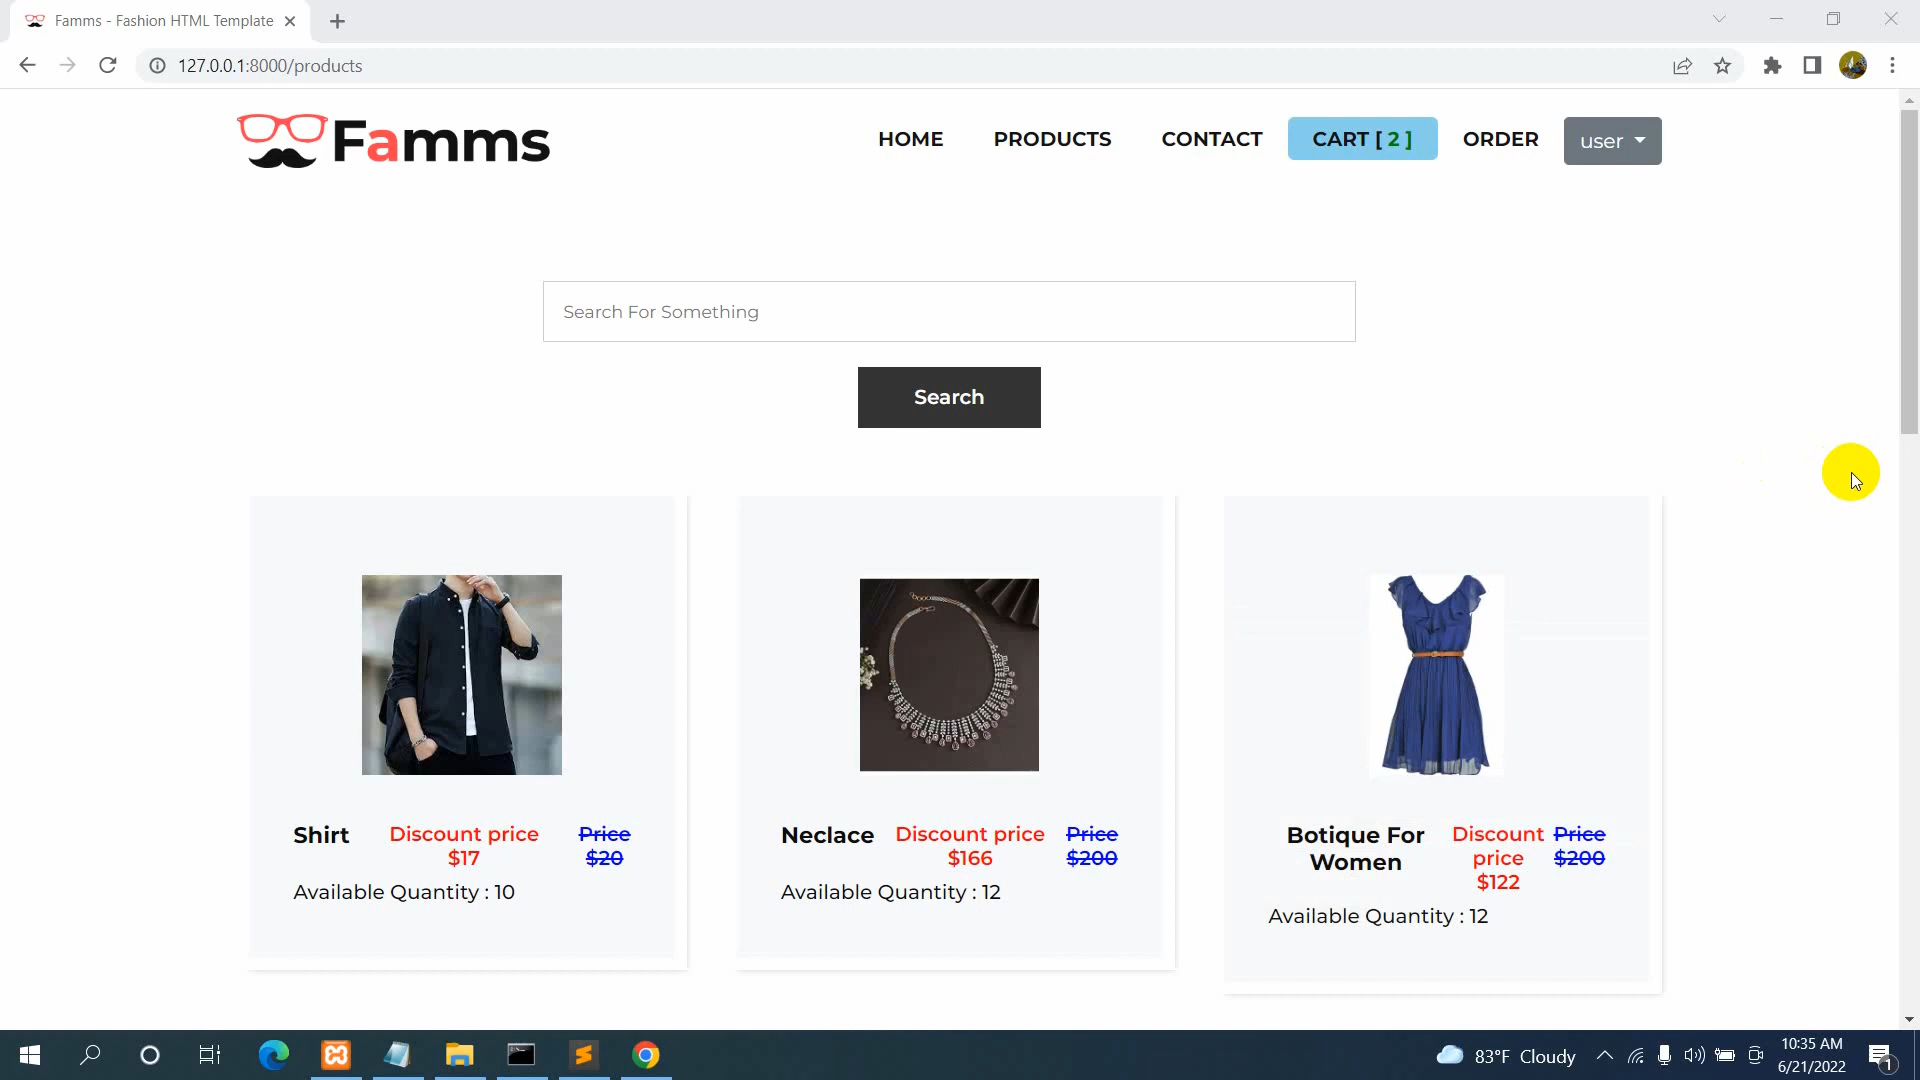 Famms - Fashion HTML Template
127.0.0.1:8000/products
Famms
HOME PRODUCTS CONTACT CART [ 2 ] ORDER user
Search For Something
Search
Shirt
Discount price
$17
Price
$20
Available Quantity : 10
Neclace
Discount price
$166
Price
$200
Available Quantity : 12
Botique For
Women
Discount
price
$122
Price
$200
Available Quantity : 12
83°F Cloudy
10:35 AM
6/21/2022
1